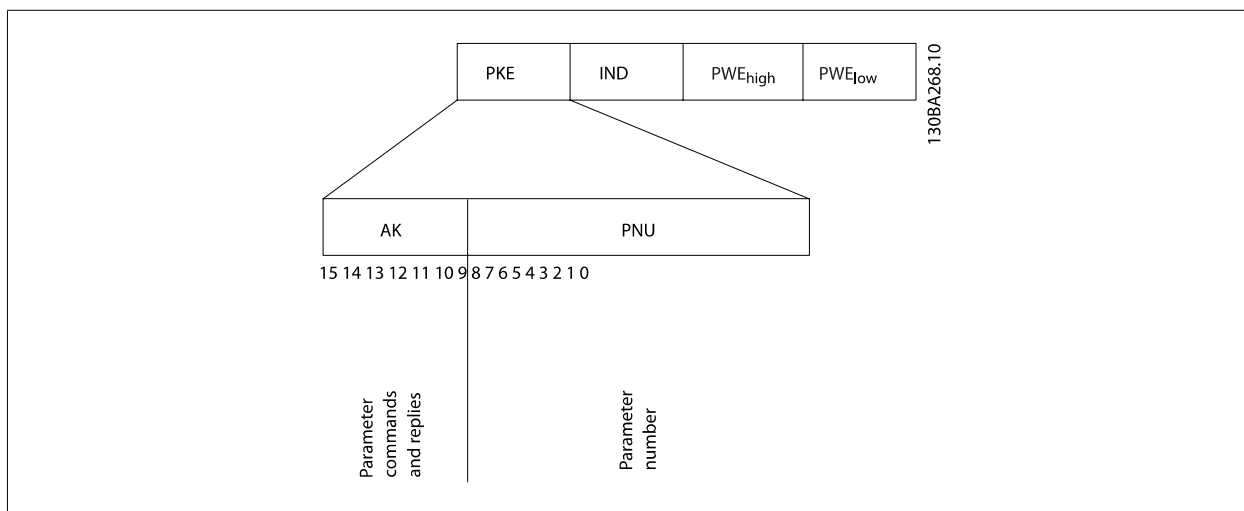 PKE IND PWEhigh PWElow
130BA268.10
AK PNU
15 14 13 12 11 10 9 8 7 6 5 4 3 2 1 0
Parameter
commands
and replies
Parameter
number